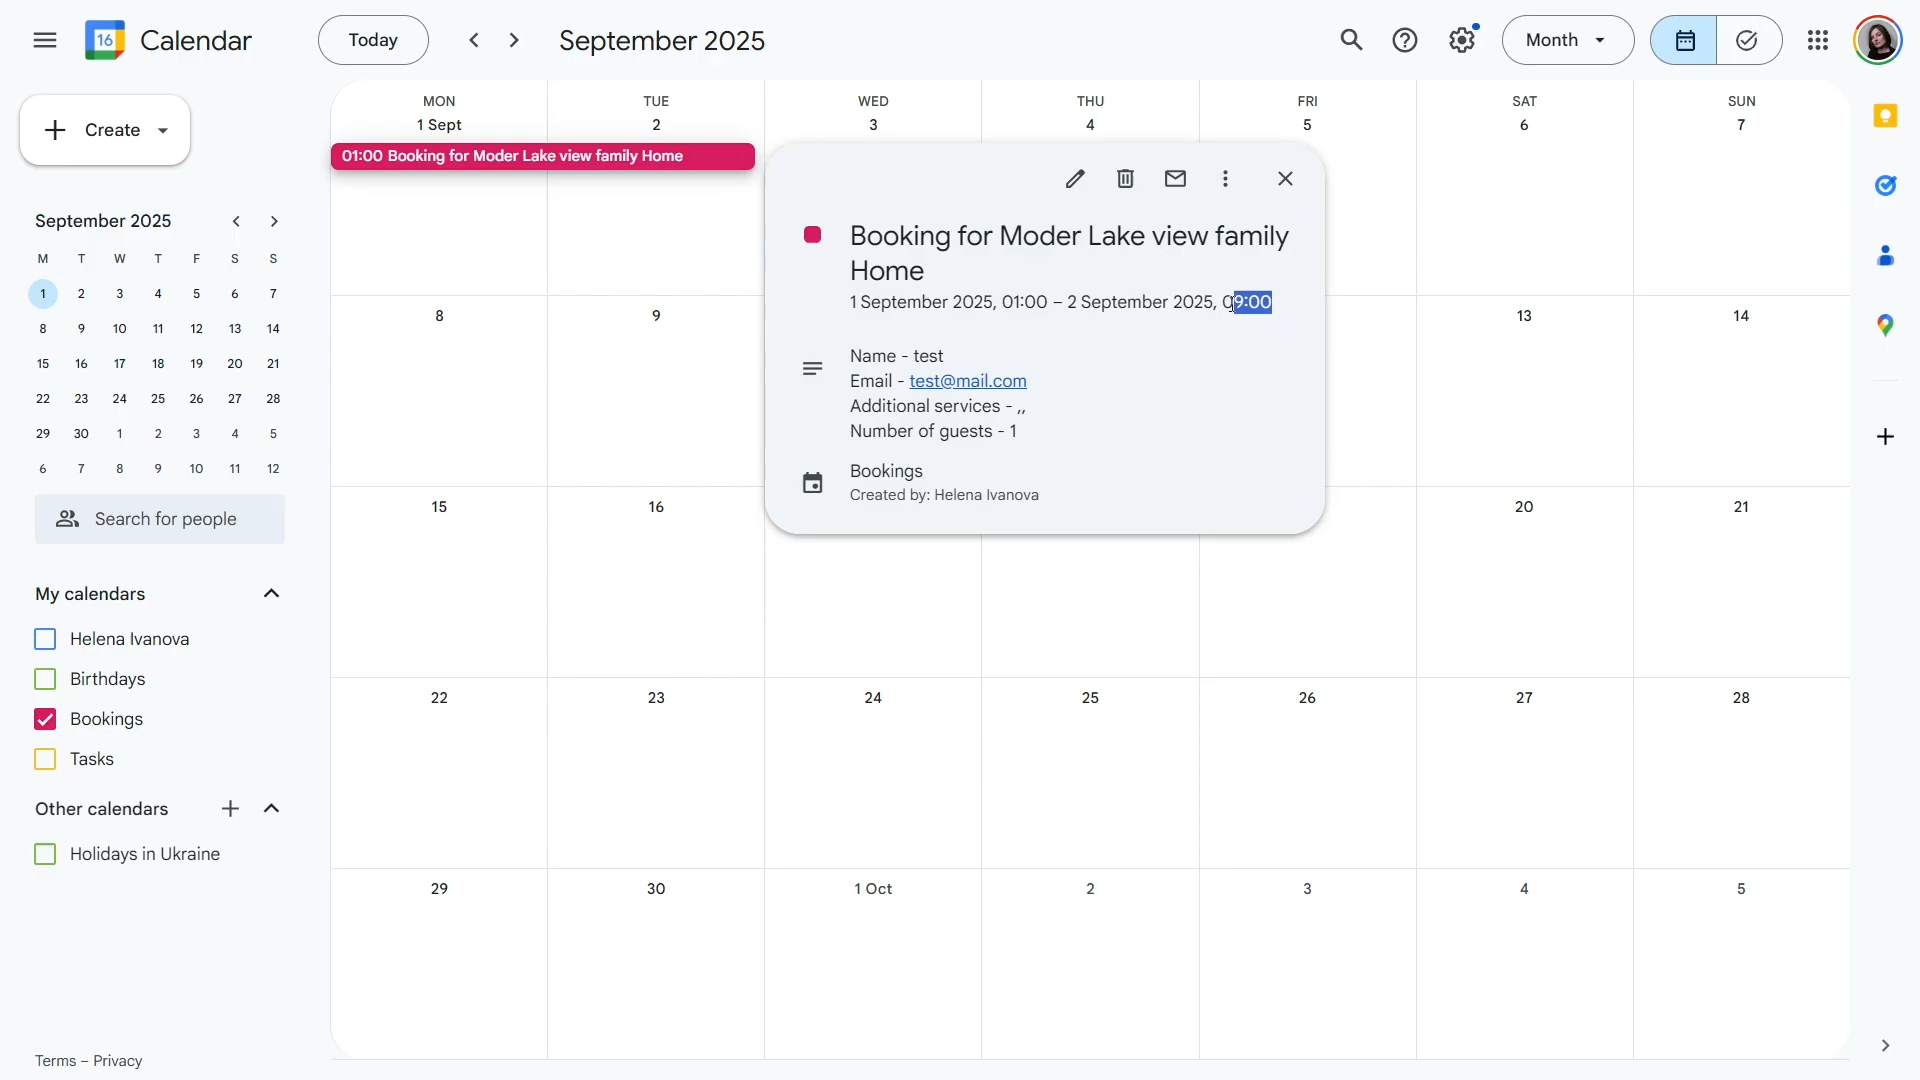 16 Calendar
Today
September 2025
Month
Create
September 2025
M T W T F S S
1 2 3 4 5 6 7
8 9 10 11 12 13 14
15 16 17 18 19 20 21
22 23 24 25 26 27 28
29 30 1 2 3 4 5
6 7 8 9 10 11 12
Search for people
My calendars
Helena Ivanova
Birthdays
Bookings
Tasks
Other calendars
Holidays in Ukraine
Terms – Privacy
MON TUE WED THU FRI SAT SUN
1 Sept 2 3 4 5 6 7
01:00 Booking for Moder Lake view family Home
Booking for Moder Lake view family
Home
1 September 2025, 01:00 – 2 September 2025, 09:00
Name - test
Email - test@mail.com
Additional services - ,,
Number of guests - 1
Bookings
Created by: Helena Ivanova
8 9 13 14
15 16 20 21
22 23 24 25 26 27 28
29 30 1 Oct 2 3 4 5